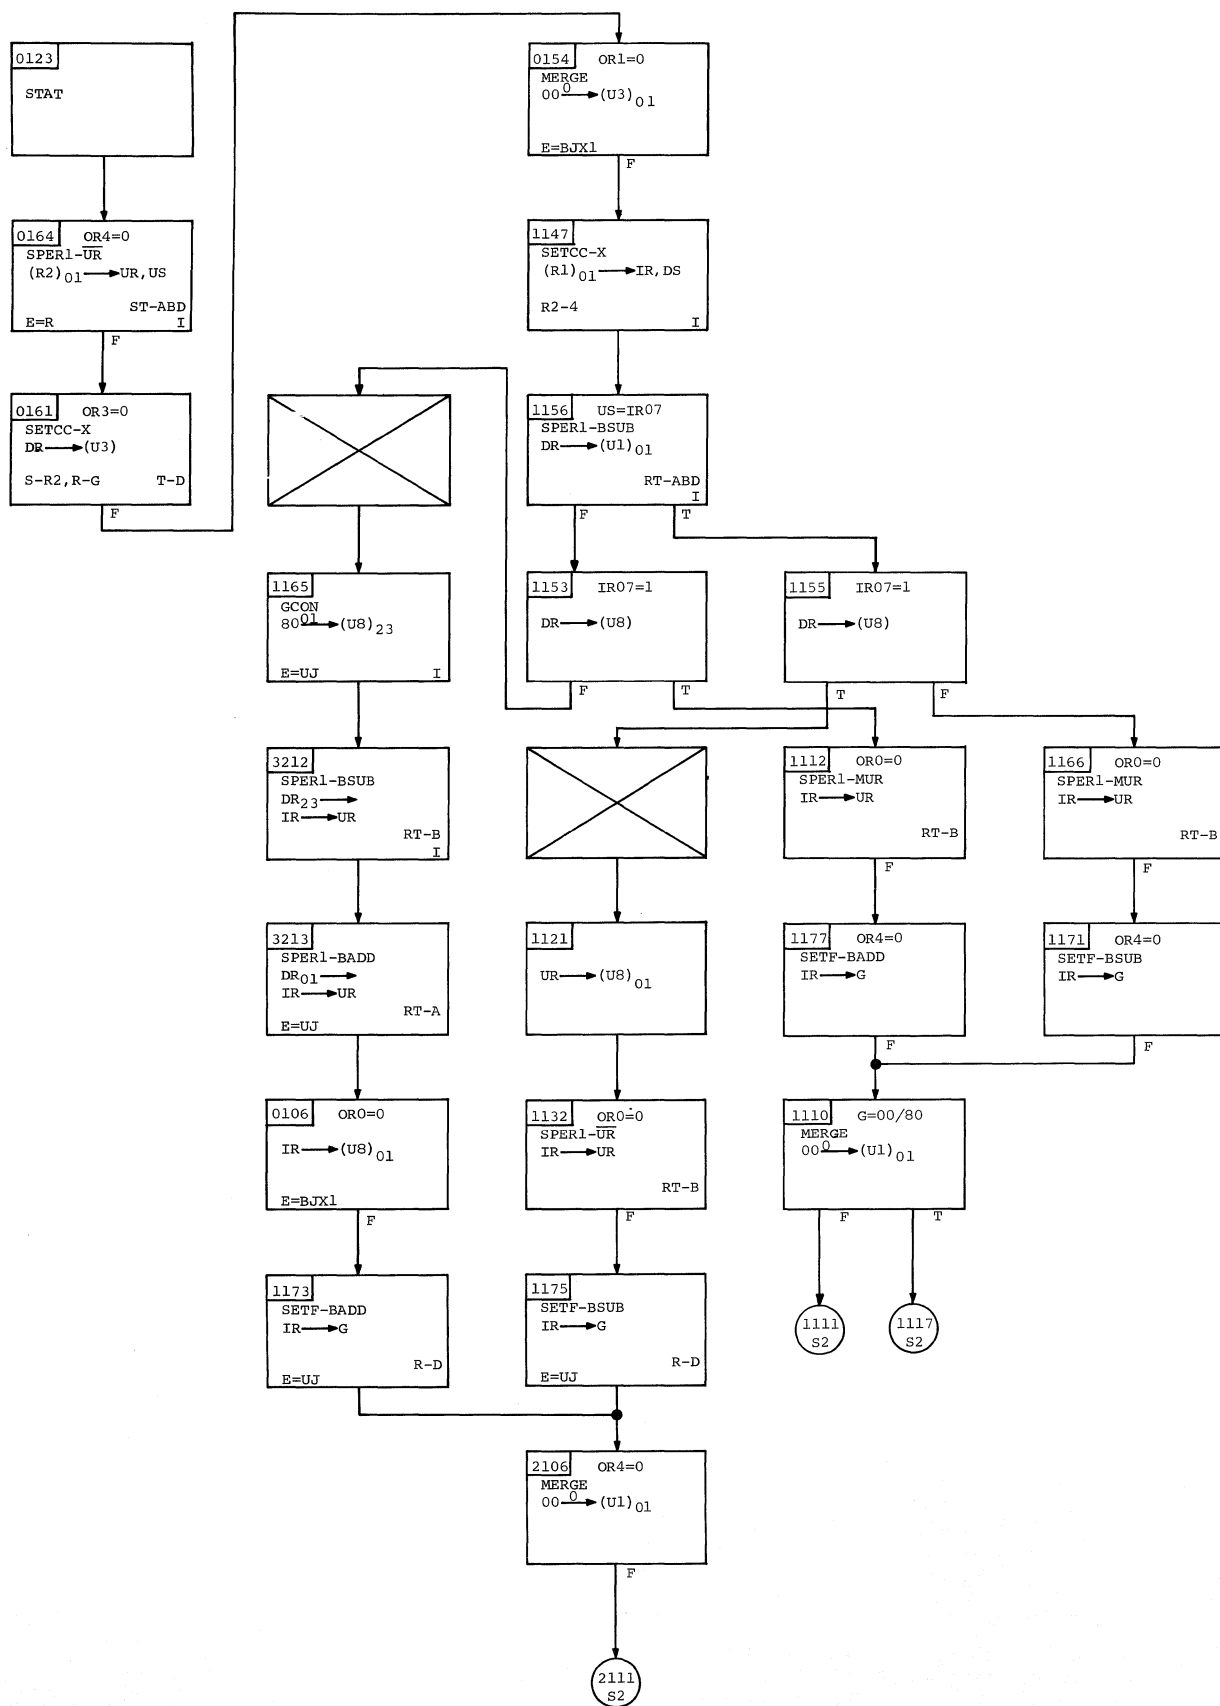 0123
STAT
0164 OR4=0
SPER1-U̅R̅
(R2)01→UR,US
ST-ABD
E=R I
F
0161 OR3=0
SETCC-X
DR→(U3)
S-R2,R-G T-D
F
0154 OR1=0
MERGE
00 0→(U3)01
E=BJX1
F
1147
SETCC-X
(R1)01→IR,DS
R2-4 I
1156 US=IR07
SPER1-BSUB
DR→(U1)01
RT-ABD
I
F T
1165
GCON
80 01→(U8)23
E=UJ I
1153 IR07=1
DR→(U8)
F T
1155 IR07=1
DR→(U8)
T F
3212
SPER1-BSUB
DR23→
IR→UR
RT-B
I
1112 OR0=0
SPER1-MUR
IR→UR
RT-B
F
1166 OR0=0
SPER1-MUR
IR→UR
RT-B
F
3213
SPER1-BADD
DR01→
IR→UR
RT-A
E=UJ
1121
UR→(U8)01
1177 OR4=0
SETF-BADD
IR→G
F
1171 OR4=0
SETF-BSUB
IR→G
F
0106 OR0=0
IR→(U8)01
E=BJX1
F
1132 OR0=0
SPER1-U̅R̅
IR→UR
RT-B
F
1110 G=00/80
MERGE
00 0→(U1)01
F T
1173
SETF-BADD
IR→G
R-D
E=UJ
1175
SETF-BSUB
IR→G
R-D
E=UJ
1111
S2
1117
S2
2106 OR4=0
MERGE
00 0→(U1)01
F
2111
S2